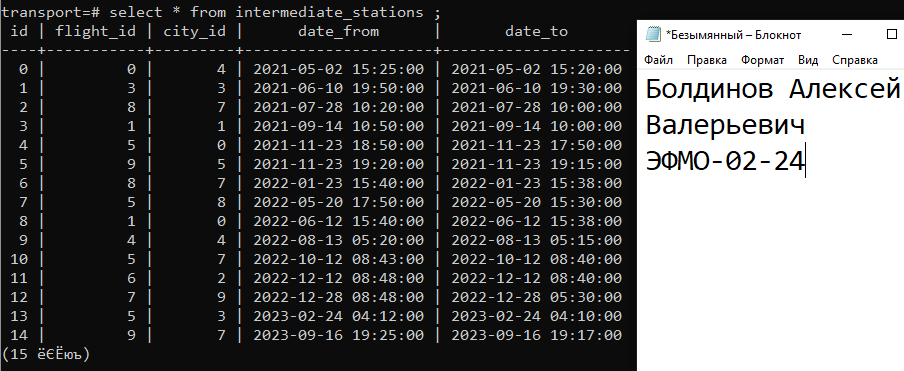 transport=# select * from intermediate_stations ;
 id | flight_id | city_id |      date_from      |       date_to
----+-----------+---------+---------------------+---------------------
  0 |         0 |       4 | 2021-05-02 15:25:00 | 2021-05-02 15:20:00
  1 |         3 |       3 | 2021-06-10 19:50:00 | 2021-06-10 19:30:00
  2 |         8 |       7 | 2021-07-28 10:20:00 | 2021-07-28 10:00:00
  3 |         1 |       1 | 2021-09-14 10:50:00 | 2021-09-14 10:00:00
  4 |         5 |       0 | 2021-11-23 18:50:00 | 2021-11-23 17:50:00
  5 |         9 |       5 | 2021-11-23 19:20:00 | 2021-11-23 19:15:00
  6 |         8 |       7 | 2022-01-23 15:40:00 | 2022-01-23 15:38:00
  7 |         5 |       8 | 2022-05-20 17:50:00 | 2022-05-20 15:30:00
  8 |         1 |       0 | 2022-06-12 15:40:00 | 2022-06-12 15:38:00
  9 |         4 |       4 | 2022-08-13 05:20:00 | 2022-08-13 05:15:00
 10 |         5 |       7 | 2022-10-12 08:43:00 | 2022-10-12 08:40:00
 11 |         6 |       2 | 2022-12-12 08:48:00 | 2022-12-12 08:40:00
 12 |         7 |       9 | 2022-12-28 08:48:00 | 2022-12-28 05:30:00
 13 |         5 |       3 | 2023-02-24 04:12:00 | 2023-02-24 04:10:00
 14 |         9 |       7 | 2023-09-16 19:25:00 | 2023-09-16 19:17:00
(15 ёЄЁюъ)
*Безымянный – Блокнот
Файл Правка Формат Вид Справка
Болдинов Алексей
Валерьевич
ЭФМО-02-24